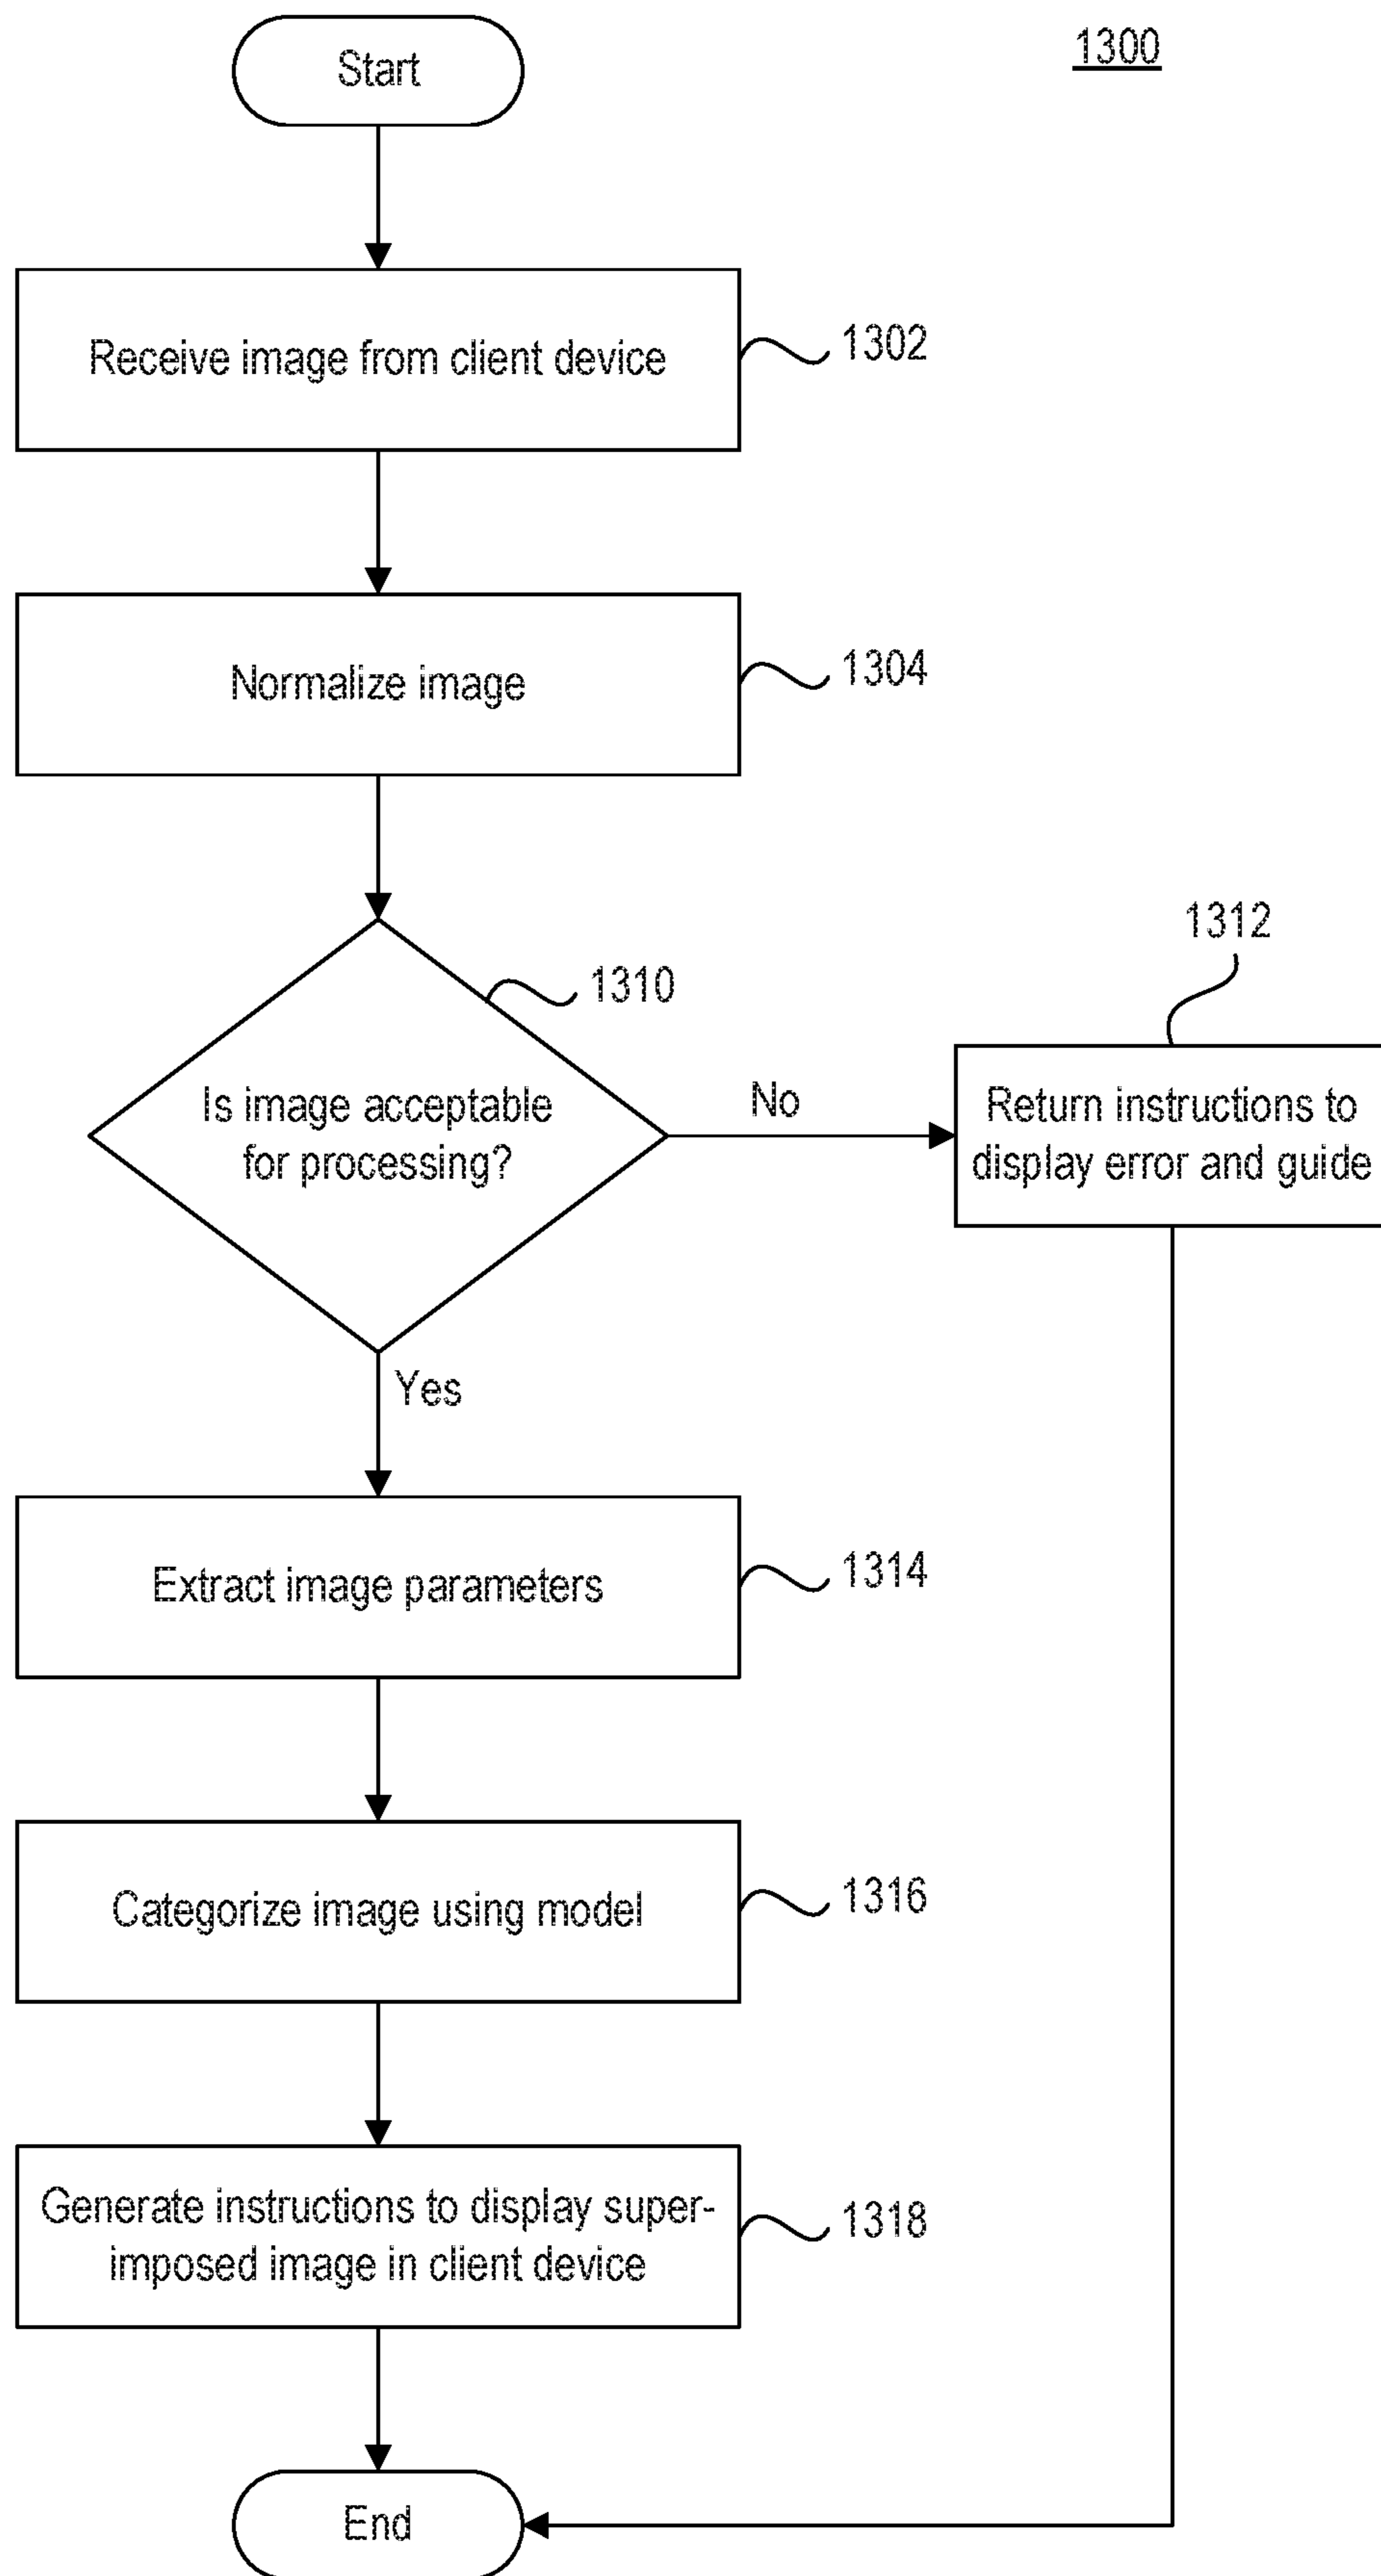 1300
Start
Receive image from client device
1302
Normalize image
1304
1310
Is image acceptable
for processing?
No
1312
Return instructions to
display error and guide
Yes
Extract image parameters
1314
Categorize image using model
1316
Generate instructions to display super-
imposed image in client device
1318
End